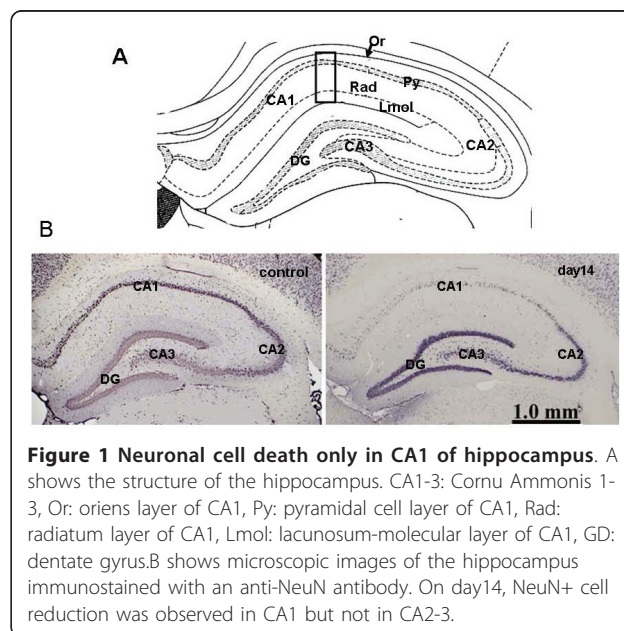 A
Or
Py
Rad
CA1
Lmol
CA3
CA2
DG
B
control
CA1
CA3
CA2
DG
day14
CA1
CA3
CA2
DG
1.0 mm
Figure 1 Neuronal cell death only in CA1 of hippocampus. A
shows the structure of the hippocampus. CA1-3: Cornu Ammonis 1-
3, Or: oriens layer of CA1, Py: pyramidal cell layer of CA1, Rad:
radiatum layer of CA1, Lmol: lacunosum-molecular layer of CA1, GD:
dentate gyrus.B shows microscopic images of the hippocampus
immunostained with an anti-NeuN antibody. On day14, NeuN+ cell
reduction was observed in CA1 but not in CA2-3.